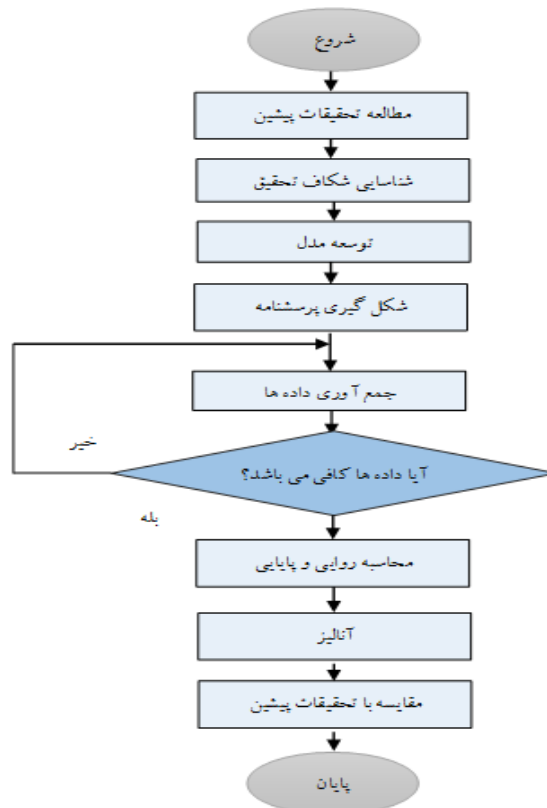 شروع
مطالعه تحقیقات پیشین
شناسایی شکاف تحقیق
توسعه مدل
شکل گیری پرسشنامه
جمع آوری داده ها
خیر
آیا داده ها کافی می باشد؟
بله
محاسبه روایی و پایایی
آنالیز
مقایسه با تحقیقات پیشین
پایان